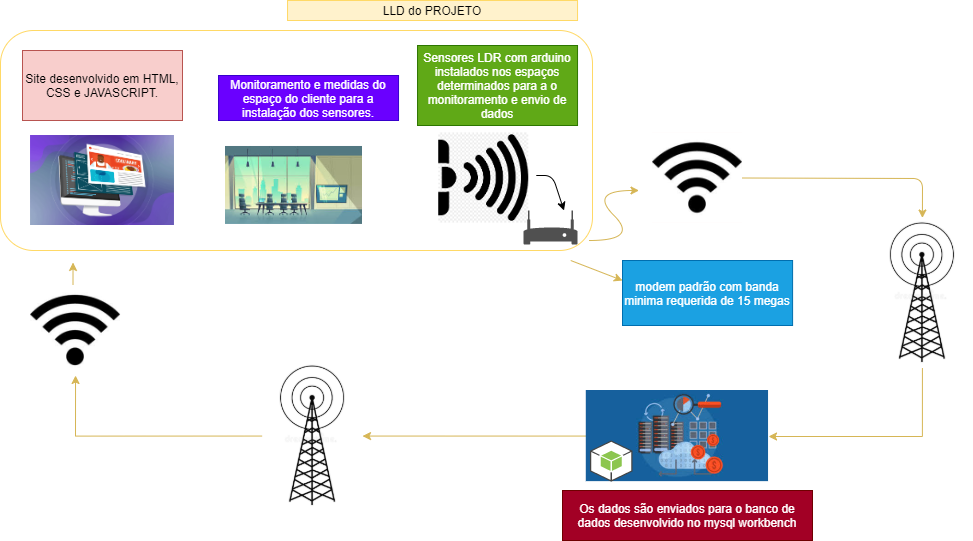 LLD do PROJETO
Site desenvolvido em HTML,
CSS e JAVASCRIPT.
Monitoramento e medidas do
espaço do cliente para a
instalação dos sensores.
Sensores LDR com arduino
instalados nos espaços
determinados para a o
monitoramento e envio de
dados
modem padrão com banda
minima requerida de 15 megas
Os dados são enviados para o banco de
dados desenvolvido no mysql workbench